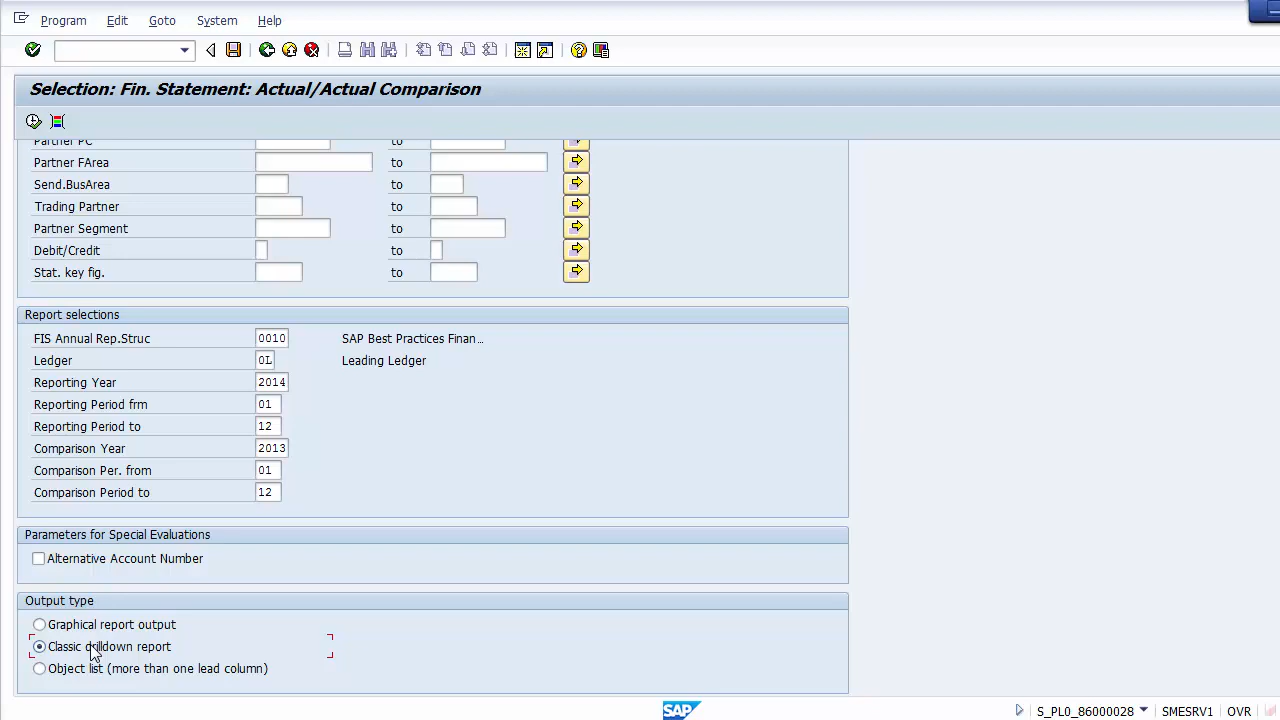 Program Edit Goto System Help
Selection: Fin. Statement: Actual/Actual Comparison
Partner PC to
Partner FArea to
Send.BusArea to
Trading Partner to
Partner Segment to
Debit/Credit to
Stat. key fig. to
Report selections
FIS Annual Rep.Struc 0010 SAP Best Practices Finan...
Ledger 0L Leading Ledger
Reporting Year 2014
Reporting Period frm 01
Reporting Period to 12
Comparison Year 2013
Comparison Per. from 01
Comparison Period to 12
Parameters for Special Evaluations
Alternative Account Number
Output type
Graphical report output
Classic drilldown report
Object list (more than one lead column)
SAP S_PL0_86000028 SMESRV1 OVR